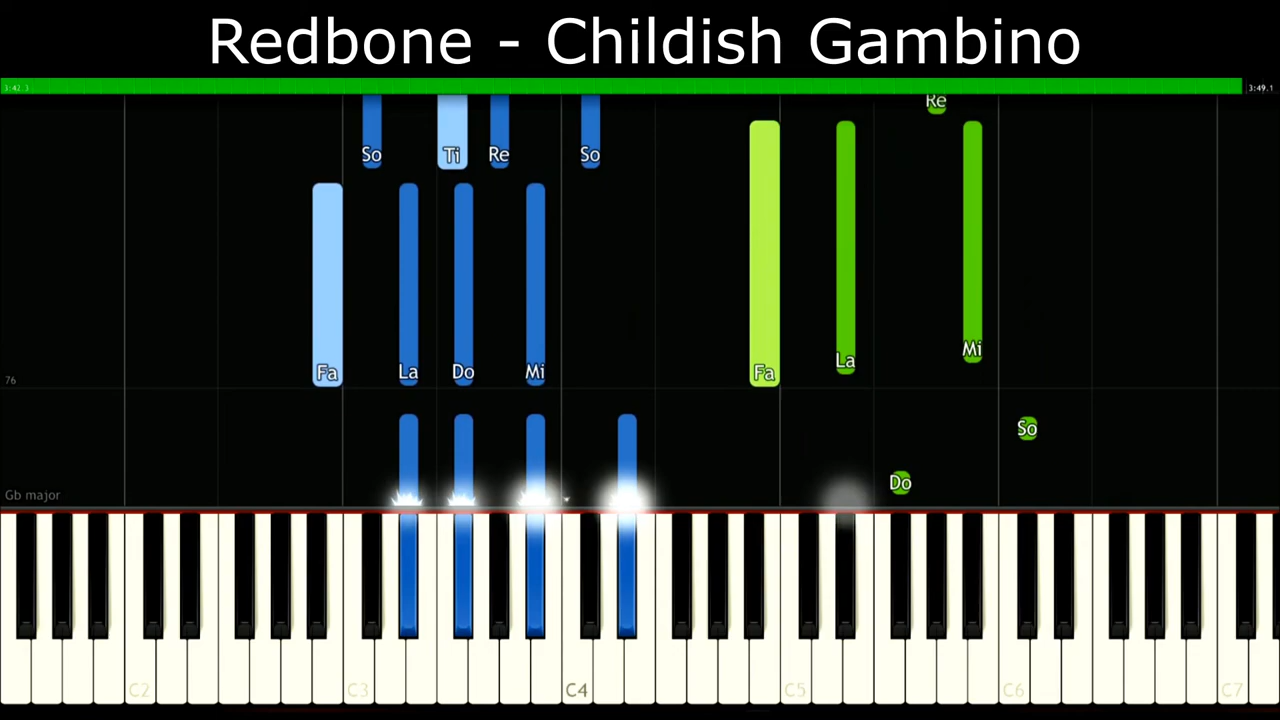 Redbone - Childish Gambino
3:42.3 3:49.1
Re
So Ti Re So
Mi
La
Fa La Do Mi Fa
76
So
Do
Gb major
C2 C3 C4 C5 C6 C7